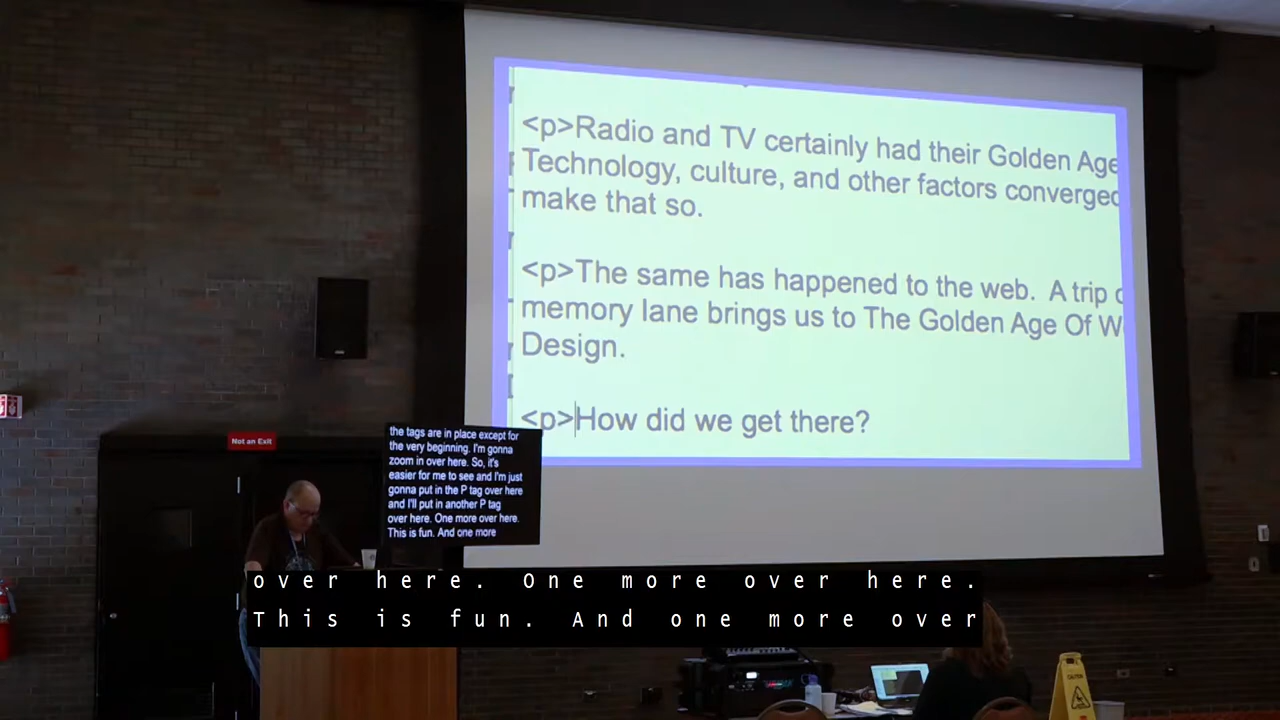 <p>Radio and TV certainly had their Golden Age
Technology, culture, and other factors converged
make that so.
<p>The same has happened to the web. A trip
memory lane brings us to The Golden Age Of W
Design.
<p>How did we get there?
Not an Exit
the tags are in place except for
the very beginning. I'm gonna
zoom in over here. So, it's
easier for me to see and I'm just
gonna put in the P tag over here
and I'll put in another P tag
over here. One more over here.
This is fun. And one more
over here. One more over here.
This is fun. And one more over
CAUTION